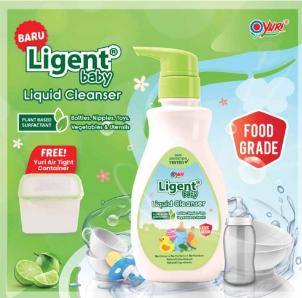 YURI®
BARU
Ligent®
baby
Liquid Cleanser
PLANT BASED
SURFACTANT
Bottles, Nipples, Toys,
Vegetables & Utensils
FREE!
Yuri Air Tight
Container
FOOD
GRADE
YURI
Ligent®
baby
Liquid Cleanser